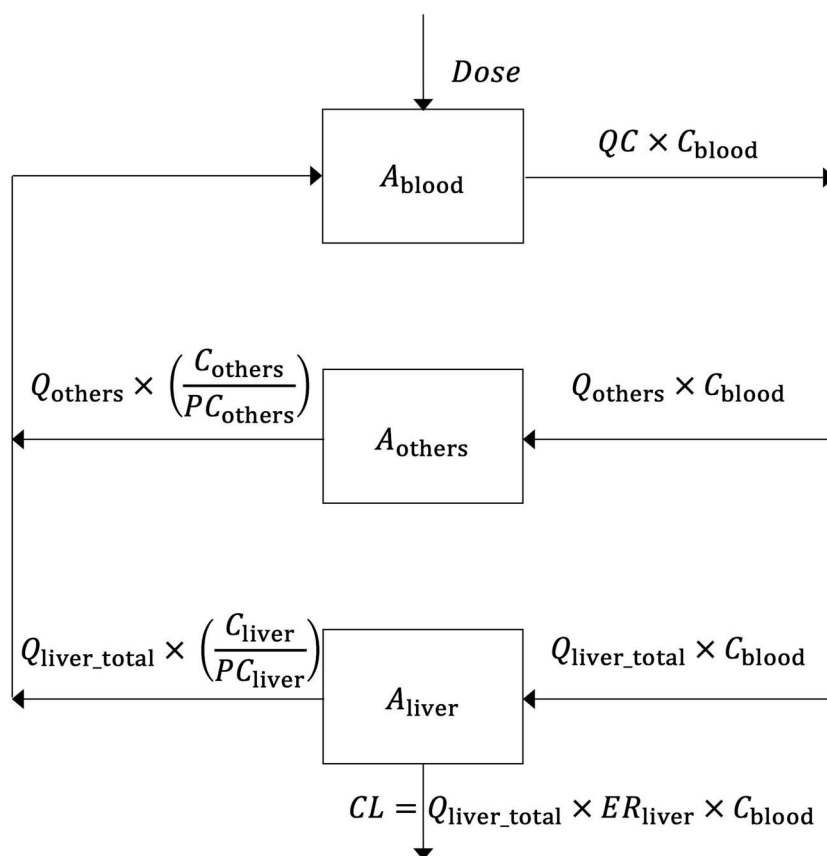 Dose
A_blood
QC × C_blood
Q_others × (C_others / PC_others)
A_others
Q_others × C_blood
Q_liver_total × (C_liver / PC_liver)
A_liver
Q_liver_total × C_blood
CL = Q_liver_total × ER_liver × C_blood